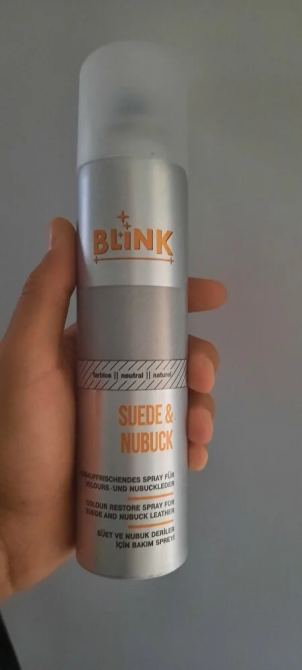 BLiNK
farblos || neutral || natural
SUEDE &
NUBUCK
SPRAY FÜR
VELOURS- UND NUBUCKLEDER
COLOUR RESTORE SPRAY FOR
SUEDE AND NUBUCK LEATHER
SÜET VE NUBUK DERİLER
İÇİN BAKIM SPREYİ